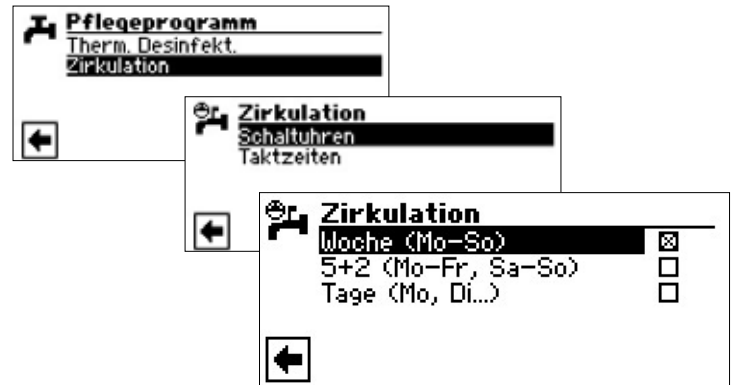 Pflegeprogramm
Therm. Desinfekt.
Zirkulation
Zirkulation
Schaltuhren
Taktzeiten
Zirkulation
Woche (Mo-So)
5+2 (Mo-Fr, Sa-So)
Tage (Mo, Di...)